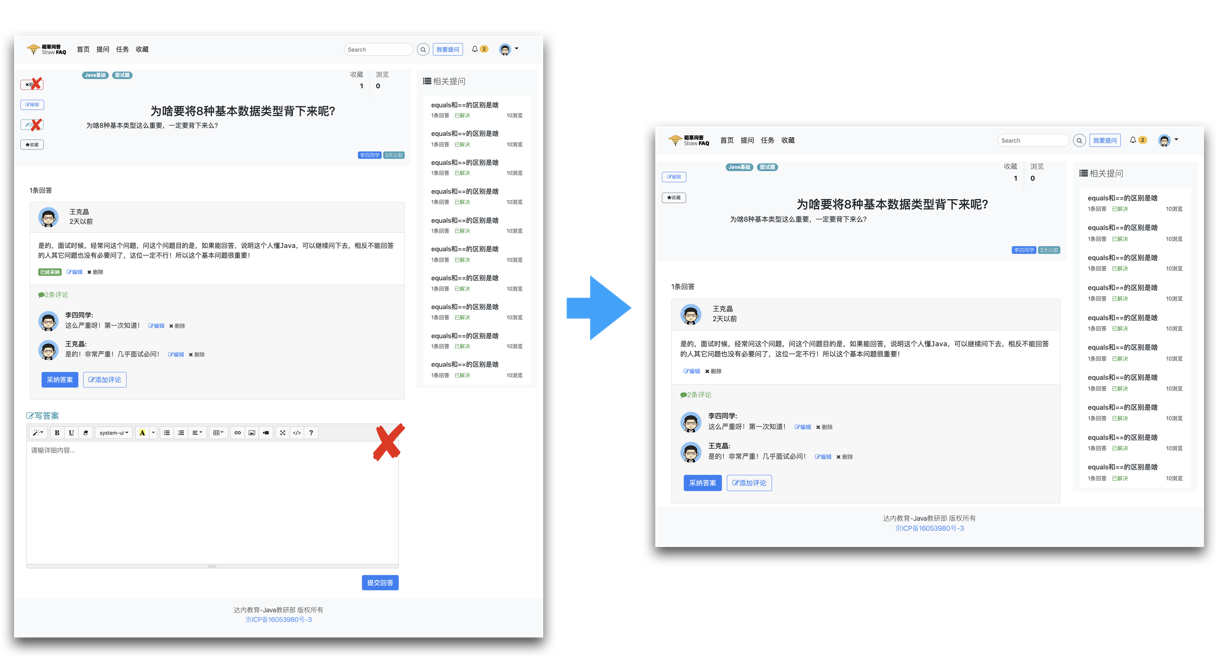 稻草问答
Straw FAQ
首页 提问 任务 收藏
Search
我要提问
2
Java基础 面试题
收藏 浏览
1 0
编辑
收藏
为啥要将8种基本数据类型背下来呢?
为啥8种基本类型这么重要，一定要背下来么?
李四同学 2天以前
1条回答
王克晶
2天以前
是的，面试时候，经常问这个问题，问这个问题目的是，如果能回答，说明这个人懂Java，可以继续问下去，相反不能回答
的人其它问题也没有必要问了，这位一定不行！所以这个基本问题很重要!
已被采纳 编辑 删除
2条评论
李四同学:
这么严重呀！第一次知道！ 编辑 删除
王克晶:
是的！非常严重！几乎面试必问！ 编辑 删除
采纳答案 添加评论
写答案
B U system-ui A </> ?
请输详细内容...
提交回答
相关提问
equals和==的区别是啥
1条回答 已解决 10浏览
equals和==的区别是啥
1条回答 已解决 10浏览
equals和==的区别是啥
1条回答 已解决 10浏览
equals和==的区别是啥
1条回答 已解决 10浏览
equals和==的区别是啥
1条回答 已解决 10浏览
equals和==的区别是啥
1条回答 已解决 10浏览
equals和==的区别是啥
1条回答 已解决 10浏览
equals和==的区别是啥
1条回答 已解决 10浏览
equals和==的区别是啥
1条回答 已解决 10浏览
equals和==的区别是啥
1条回答 已解决 10浏览
达内教育-Java教研部 版权所有
京ICP备16053980号-3
稻草问答
Straw FAQ
首页 提问 任务 收藏
Search
我要提问
2
Java基础 面试题
收藏 浏览
1 0
编辑
收藏
为啥要将8种基本数据类型背下来呢?
为啥8种基本类型这么重要，一定要背下来么?
李四同学 2天以前
1条回答
王克晶
2天以前
是的，面试时候，经常问这个问题，问这个问题目的是，如果能回答，说明这个人懂Java，可以继续问下去，相反不能回答
的人其它问题也没有必要问了，这位一定不行！所以这个基本问题很重要!
编辑 删除
2条评论
李四同学:
这么严重呀！第一次知道！ 编辑 删除
王克晶:
是的！非常严重！几乎面试必问！ 编辑 删除
采纳答案 添加评论
相关提问
equals和==的区别是啥
1条回答 已解决 10浏览
equals和==的区别是啥
1条回答 已解决 10浏览
equals和==的区别是啥
1条回答 已解决 10浏览
equals和==的区别是啥
1条回答 已解决 10浏览
equals和==的区别是啥
1条回答 已解决 10浏览
equals和==的区别是啥
1条回答 已解决 10浏览
equals和==的区别是啥
1条回答 已解决 10浏览
equals和==的区别是啥
1条回答 已解决 10浏览
equals和==的区别是啥
1条回答 已解决 10浏览
equals和==的区别是啥
1条回答 已解决 10浏览
达内教育-Java教研部 版权所有
京ICP备16053980号-3